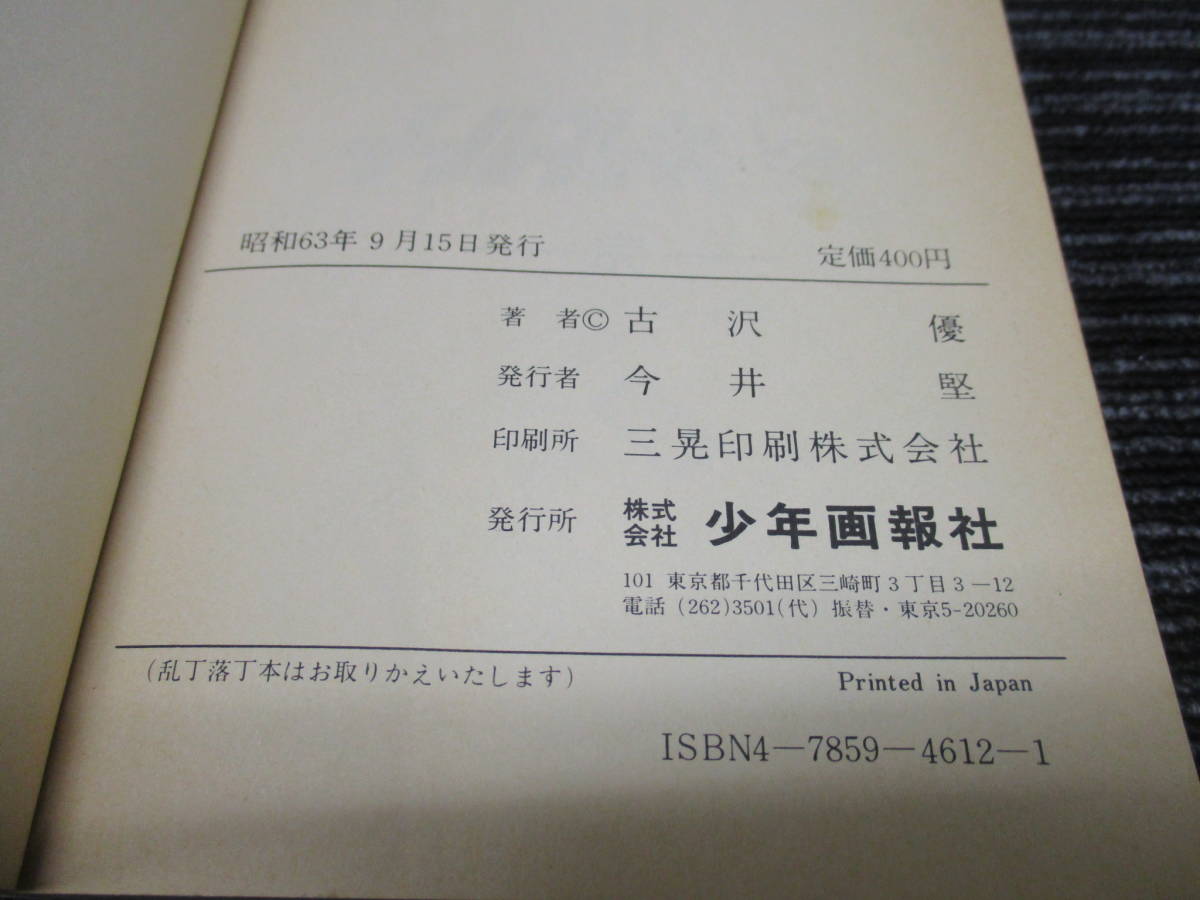 昭和63年9月15日発行 定価400円
著者© 古沢優
発行者 今井堅
印刷所 三晃印刷株式会社
発行所 株式会社 少年画報社
101 東京都千代田区三崎町3丁目3―12
電話(262)3501(代) 振替・東京5-20260
(乱丁落丁本はお取りかえいたします) Printed in Japan
ISBN4―7859―4612―1